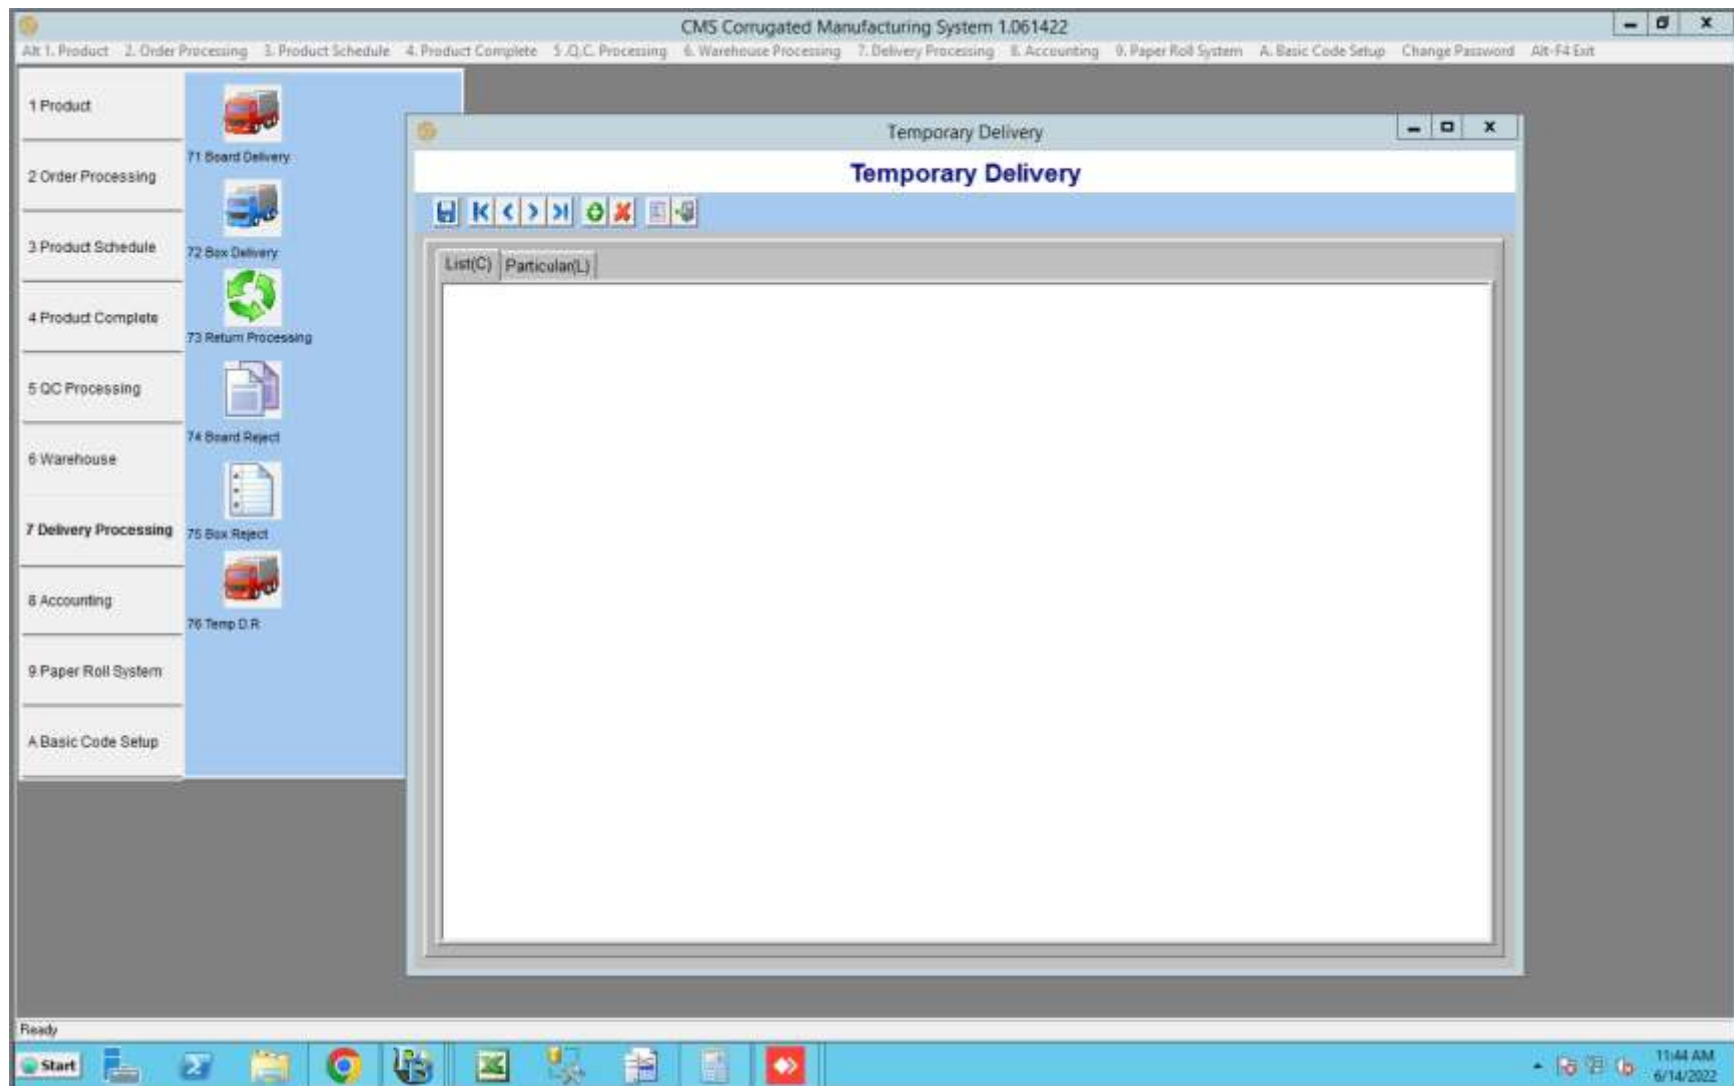 CMS Corrugated Manufacturing System 1.061422
Alt 1. Product 2. Order Processing 3. Product Schedule 4. Product Complete 5 .Q.C. Processing 6. Warehouse Processing 7. Delivery Processing 8. Accounting 9. Paper Roll System A. Basic Code Setup Change Password Alt-F4 Exit
1 Product
2 Order Processing
3 Product Schedule
4 Product Complete
5 QC Processing
6 Warehouse
7 Delivery Processing
8 Accounting
9.Paper Roll System
A Basic Code Setup
71 Board Delivery
72 Box Delivery
73 Return Processing
74 Board Reject
75 Box Reject
76 Temp D.R
Temporary Delivery
Temporary Delivery
List(C) Particular(L)
Ready
Start
11:44 AM
6/14/2022